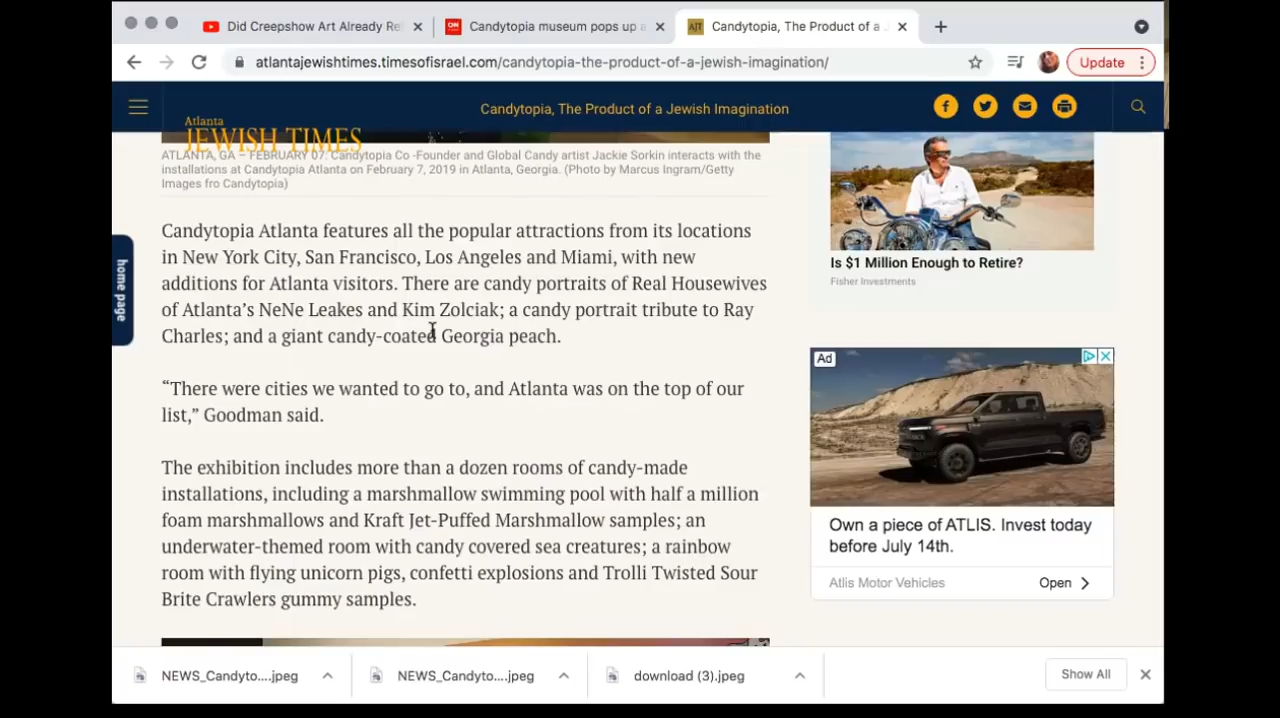 Did Creepshow Art Already Re
Candytopia museum pops up a
Candytopia, The Product of a J
atlantajewishtimes.timesofisrael.com/candytopia-the-product-of-a-jewish-imagination/
Update
Atlanta
JEWISH TIMES
Candytopia, The Product of a Jewish Imagination
home page
ATLANTA, GA – FEBRUARY 07: Candytopia Co -Founder and Global Candy artist Jackie Sorkin interacts with the
installations at Candytopia Atlanta on February 7, 2019 in Atlanta, Georgia. (Photo by Marcus Ingram/Getty
Images fro Candytopia)
Candytopia Atlanta features all the popular attractions from its locations
in New York City, San Francisco, Los Angeles and Miami, with new
additions for Atlanta visitors. There are candy portraits of Real Housewives
of Atlanta’s NeNe Leakes and Kim Zolciak; a candy portrait tribute to Ray
Charles; and a giant candy-coated Georgia peach.
“There were cities we wanted to go to, and Atlanta was on the top of our
list,” Goodman said.
The exhibition includes more than a dozen rooms of candy-made
installations, including a marshmallow swimming pool with half a million
foam marshmallows and Kraft Jet-Puffed Marshmallow samples; an
underwater-themed room with candy covered sea creatures; a rainbow
room with flying unicorn pigs, confetti explosions and Trolli Twisted Sour
Brite Crawlers gummy samples.
Is $1 Million Enough to Retire?
Fisher Investments
Ad
Own a piece of ATLIS. Invest today
before July 14th.
Atlis Motor Vehicles
Open
NEWS_Candyto....jpeg
NEWS_Candyto....jpeg
download (3).jpeg
Show All